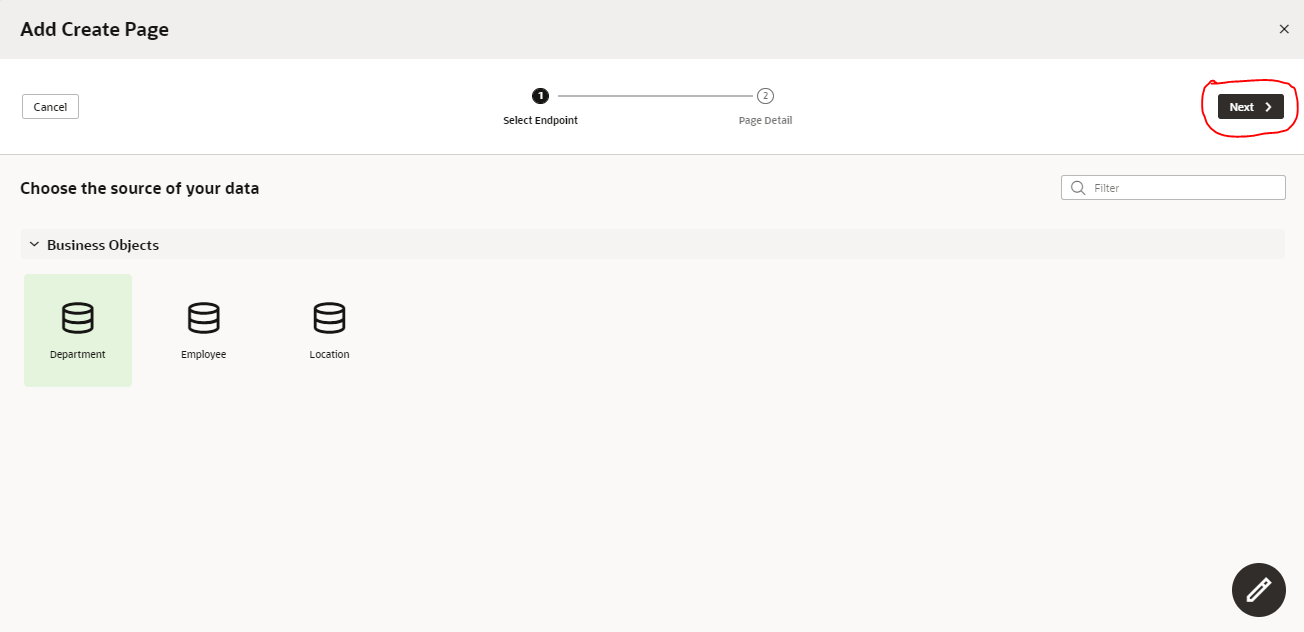 Add Create Page
Cancel
1
2
Next
Select Endpoint
Page Detail
Choose the source of your data
Filter
Business Objects
Department
Employee
Location